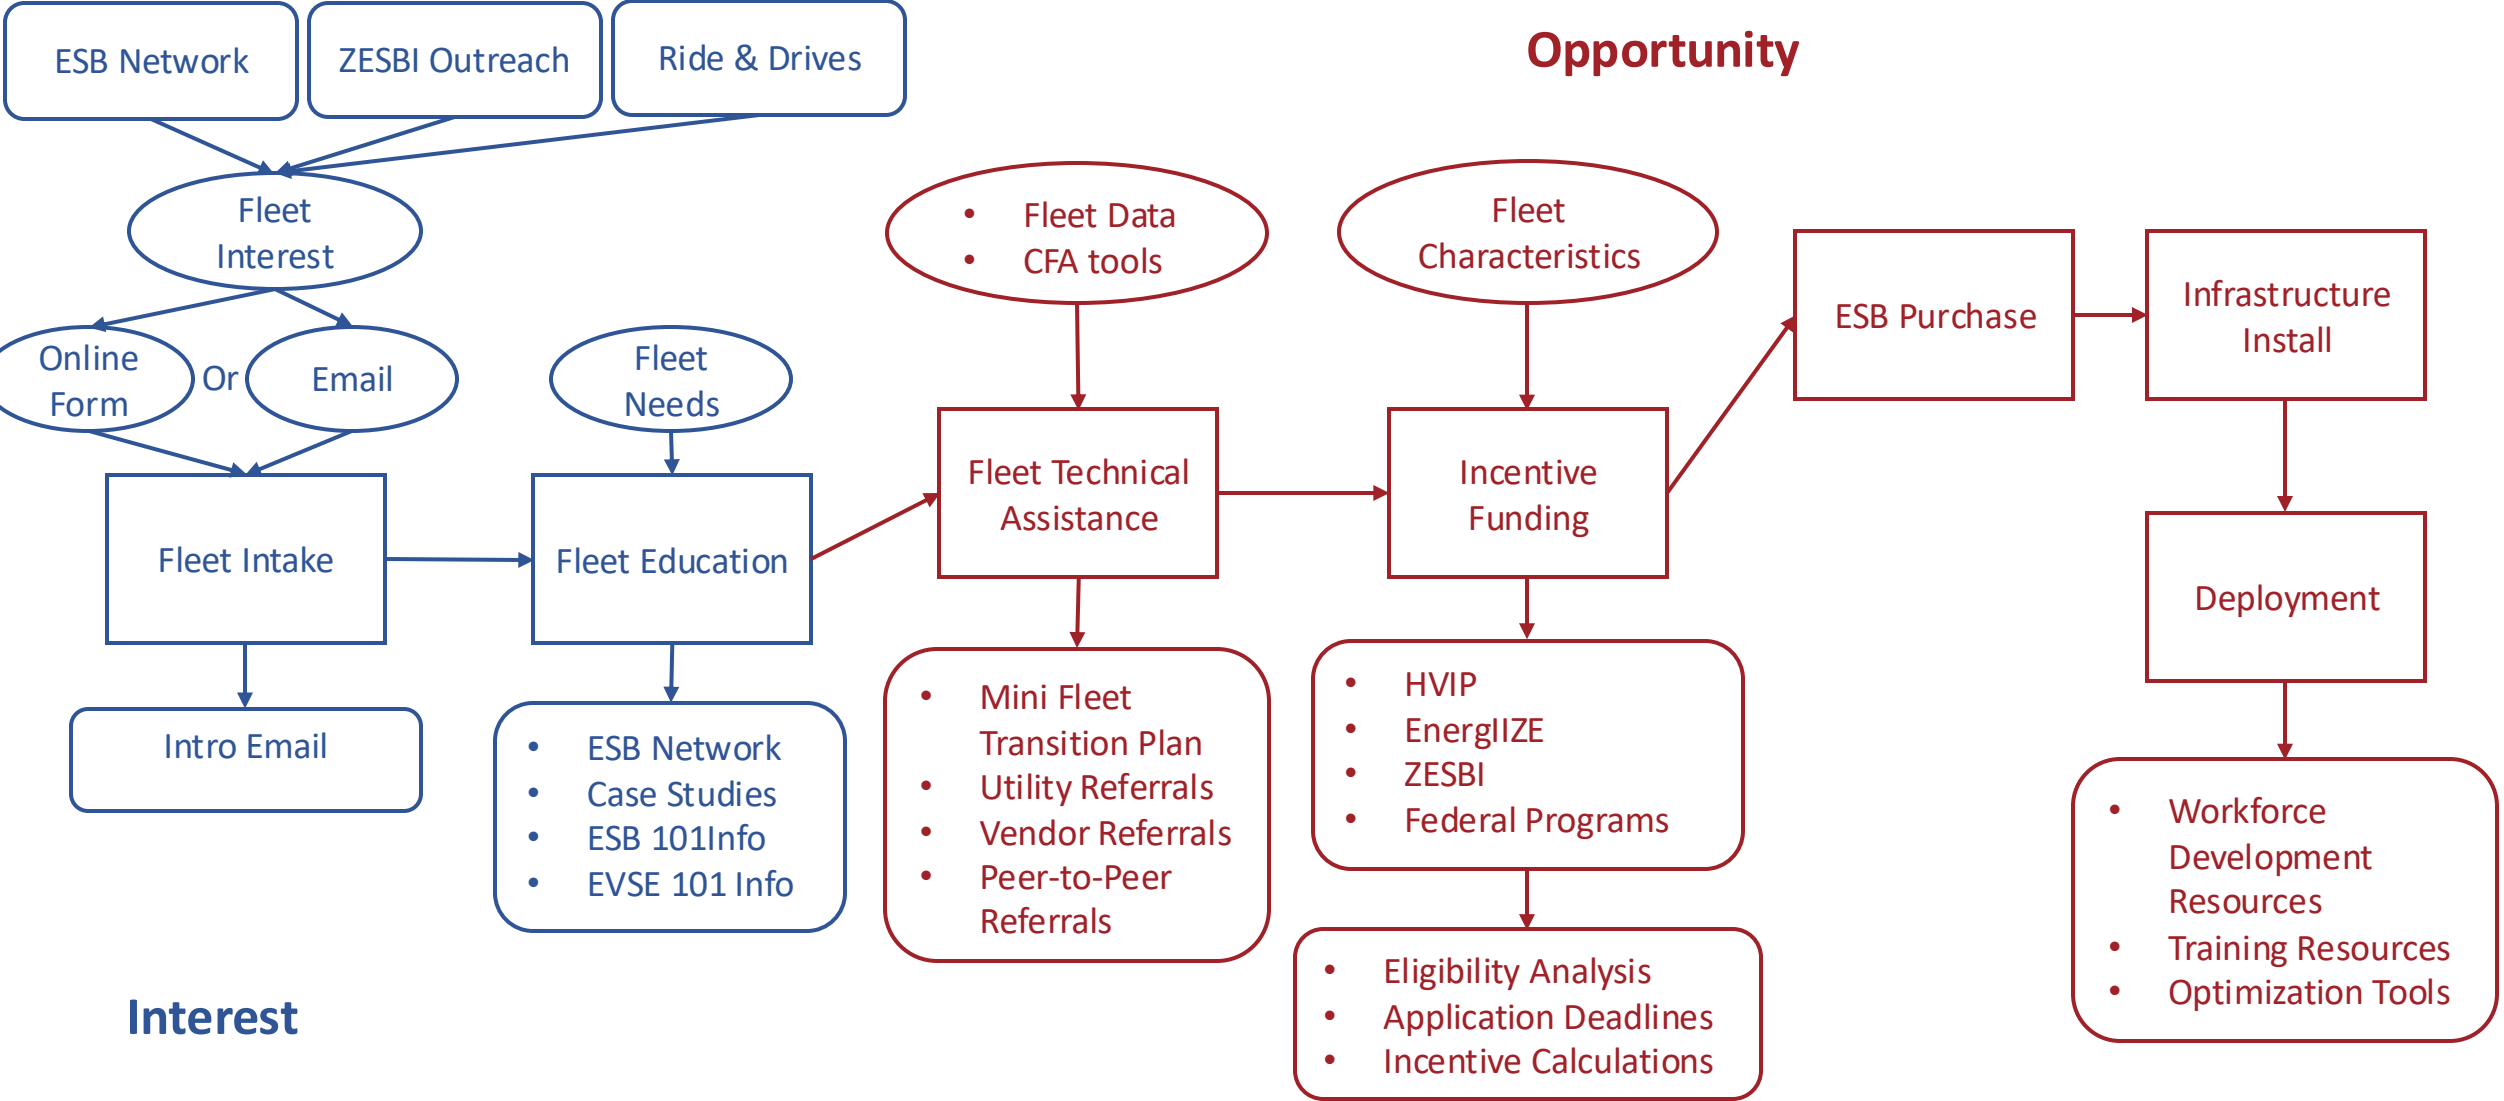 ESB Network
ZESBI Outreach
Ride & Drives
Opportunity
Fleet
Interest
Online
Form
Or
Email
Fleet
Needs
• Fleet Data
• CFA tools
Fleet
Characteristics
ESB Purchase
Infrastructure
Install
Fleet Intake
Fleet Education
Fleet Technical
Assistance
Incentive
Funding
Deployment
Intro Email
• ESB Network
• Case Studies
• ESB 101Info
• EVSE 101 Info
• Mini Fleet
Transition Plan
• Utility Referrals
• Vendor Referrals
• Peer-to-Peer
Referrals
• HVIP
• EnergIIZE
• ZESBI
• Federal Programs
• Eligibility Analysis
• Application Deadlines
• Incentive Calculations
• Workforce
Development
Resources
• Training Resources
• Optimization Tools
Interest